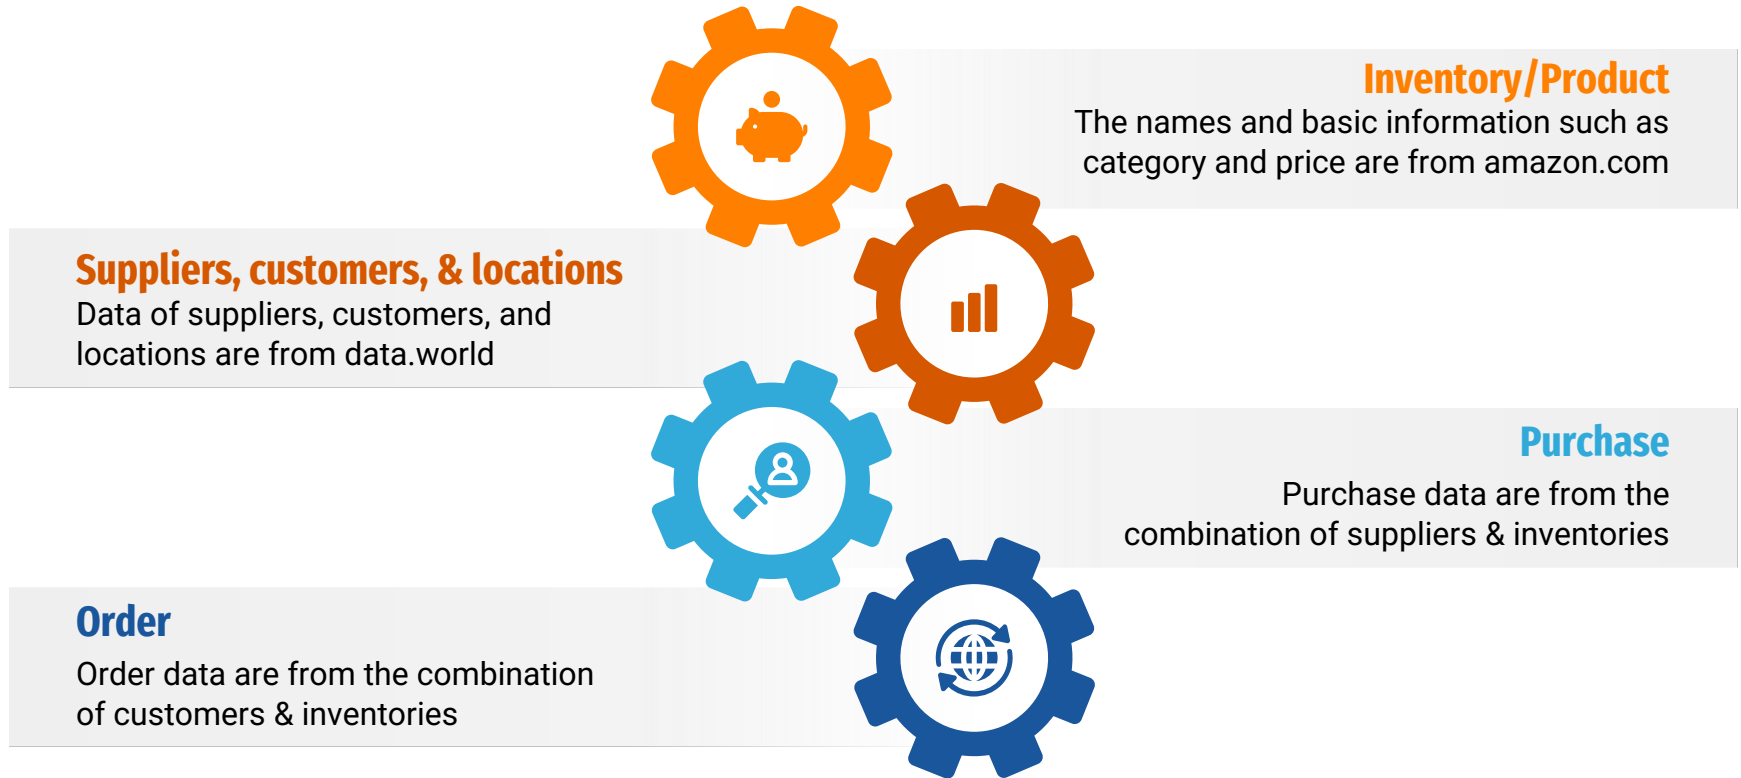 Inventory/Product
The names and basic information such as
category and price are from amazon.com
Suppliers, customers, & locations
Data of suppliers, customers, and
locations are from data.world
Purchase
Purchase data are from the
combination of suppliers & inventories
Order
Order data are from the combination
of customers & inventories